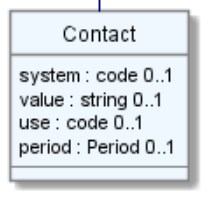 Contact
system : code 0..1
value : string 0..1
use : code 0..1
period : Period 0..1